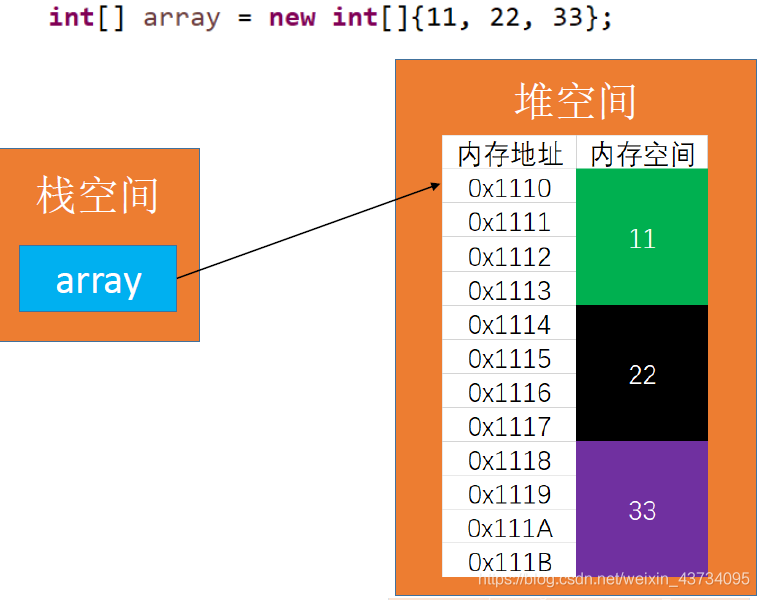 int[] array = new int[]{11, 22, 33};
堆空间
栈空间
array
内存地址 内存空间
0x1110
0x1111
0x1112
0x1113
11
0x1114
0x1115
0x1116
0x1117
22
0x1118
0x1119
0x111A
0x111B
33
https://blog.csdn.net/weixin_43734095